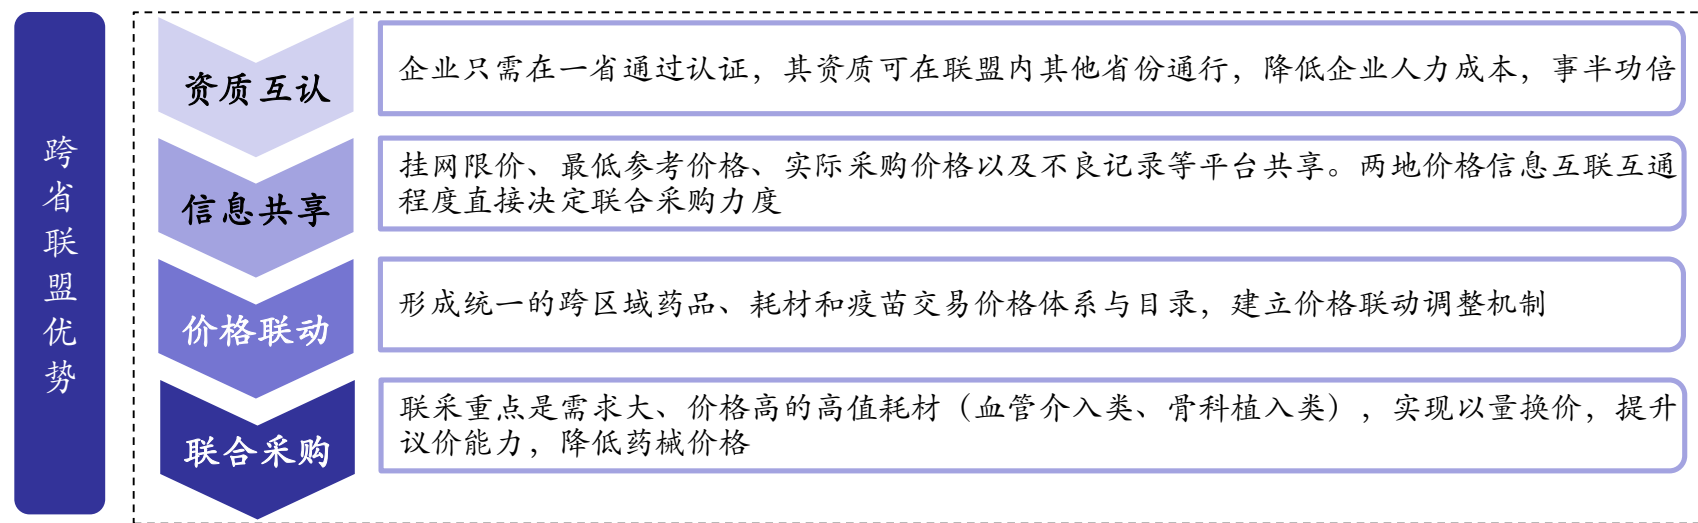 跨省联盟优势
资质互认
企业只需在一省通过认证，其资质可在联盟内其他省份通行，降低企业人力成本，事半功倍
信息共享
挂网限价、最低参考价格、实际采购价格以及不良记录等平台共享。两地价格信息互联互通
程度直接决定联合采购力度
价格联动
形成统一的跨区域药品、耗材和疫苗交易价格体系与目录，建立价格联动调整机制
联合采购
联采重点是需求大、价格高的高值耗材（血管介入类、骨科植入类），实现以量换价，提升
议价能力，降低药械价格